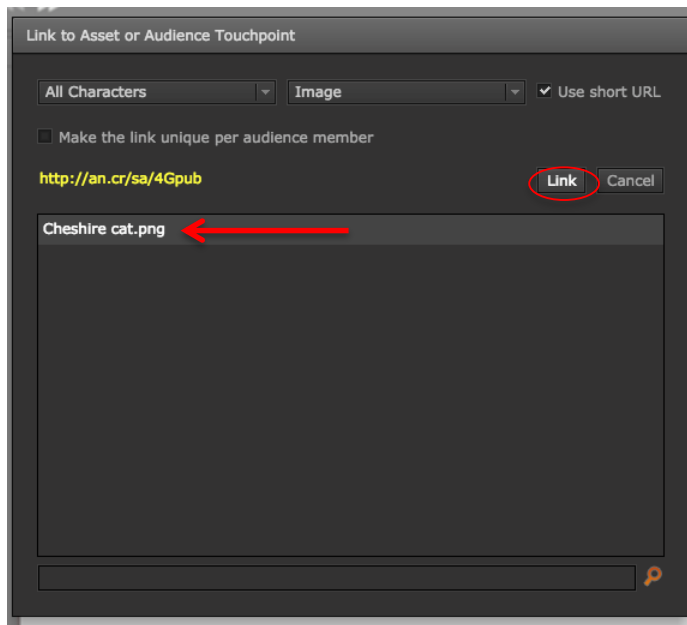 Link to Asset or Audience Touchpoint
All Characters Image Use short URL
Make the link unique per audience member
http://an.cr/sa/4Gpub Link Cancel
Cheshire cat.png